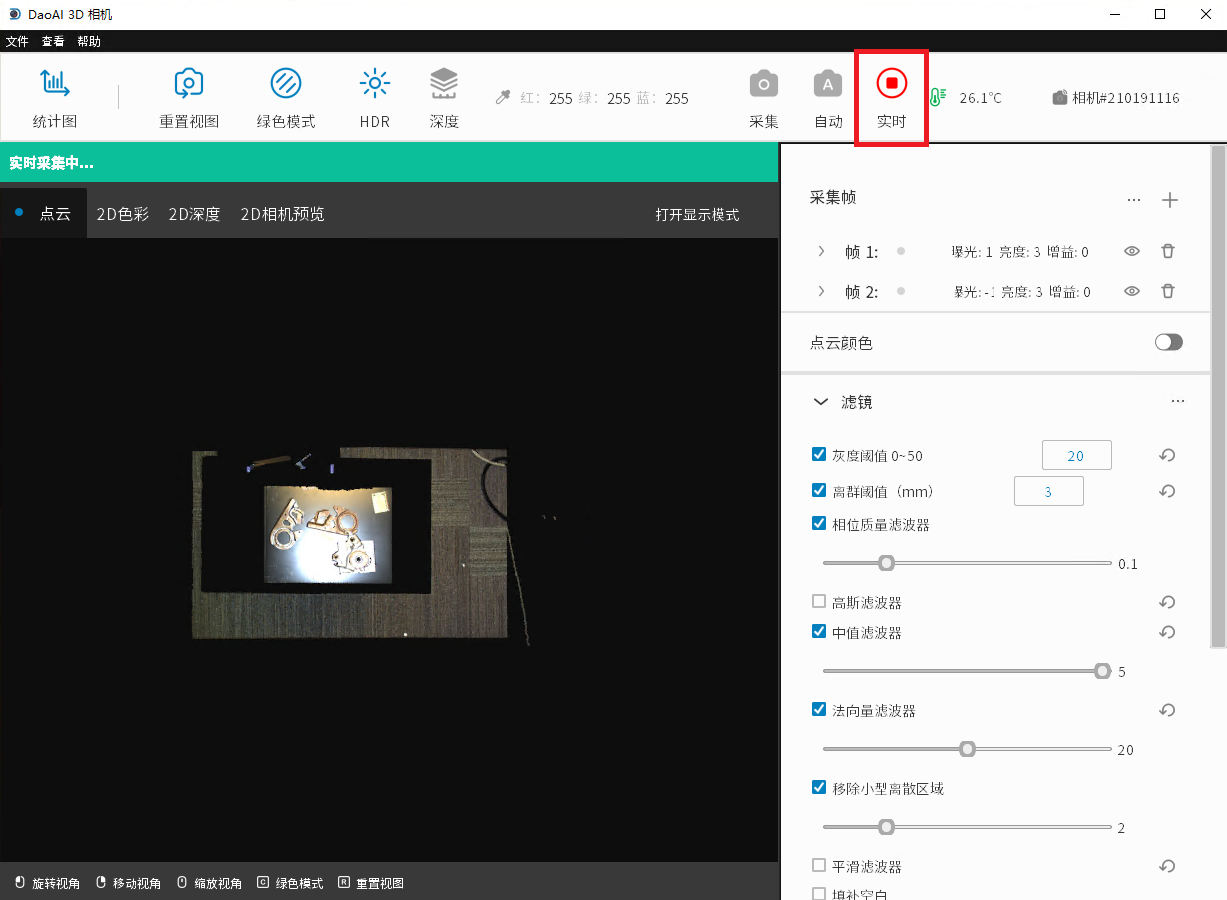 DaoAI 3D 相机
文件 查看 帮助
统计图 重置视图 绿色模式 HDR 深度 红: 255 绿: 255 蓝: 255 采集 自动 实时 26.1℃ 相机#210191116
实时采集中...
点云 2D色彩 2D深度 2D相机预览 打开显示模式
采集帧
帧 1: 曝光: 1 亮度: 3 增益: 0
帧 2: 曝光: -1 亮度: 3 增益: 0
点云颜色
滤镜
灰度阈值 0~50 20
离群阈值（mm） 3
相位质量滤波器
0.1
高斯滤波器
中值滤波器
5
法向量滤波器
20
移除小型离散区域
2
平滑滤波器
填补空白
旋转视角 移动视角 缩放视角 C 绿色模式 R 重置视图